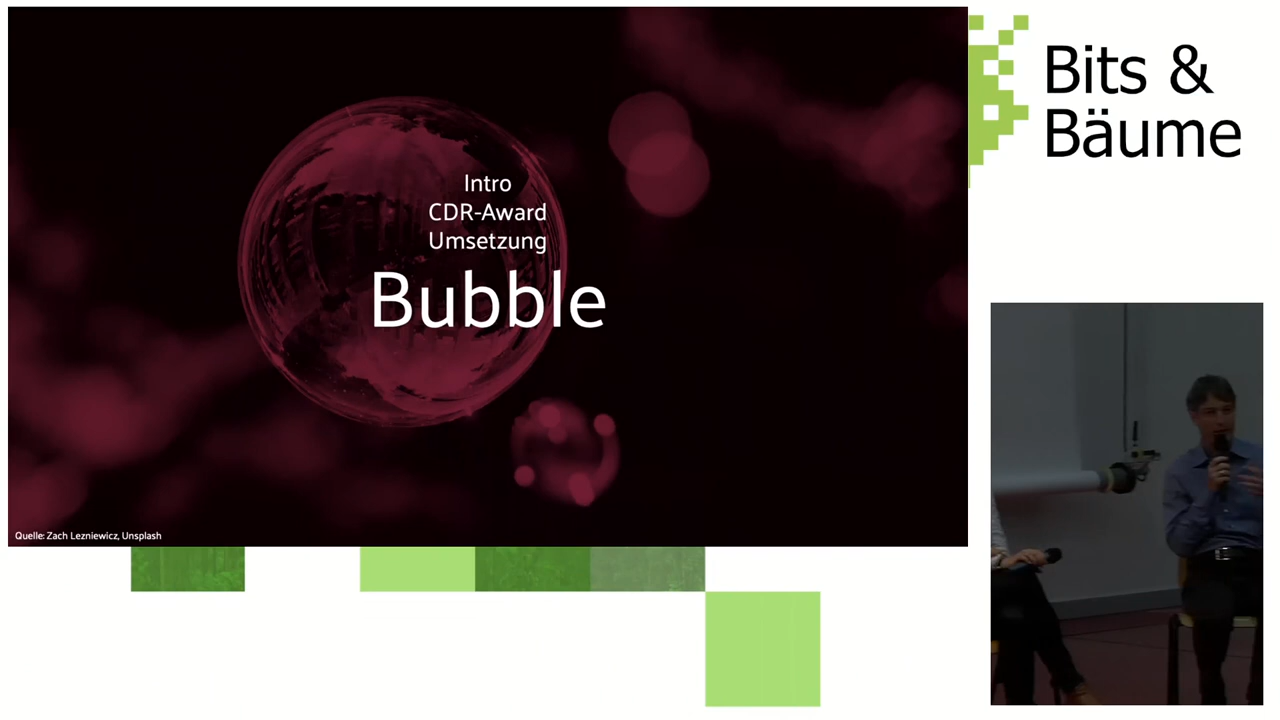 Intro
CDR-Award
Umsetzung
Bubble
Quelle: Zach Lezniewicz, Unsplash
Bits &
Bäume